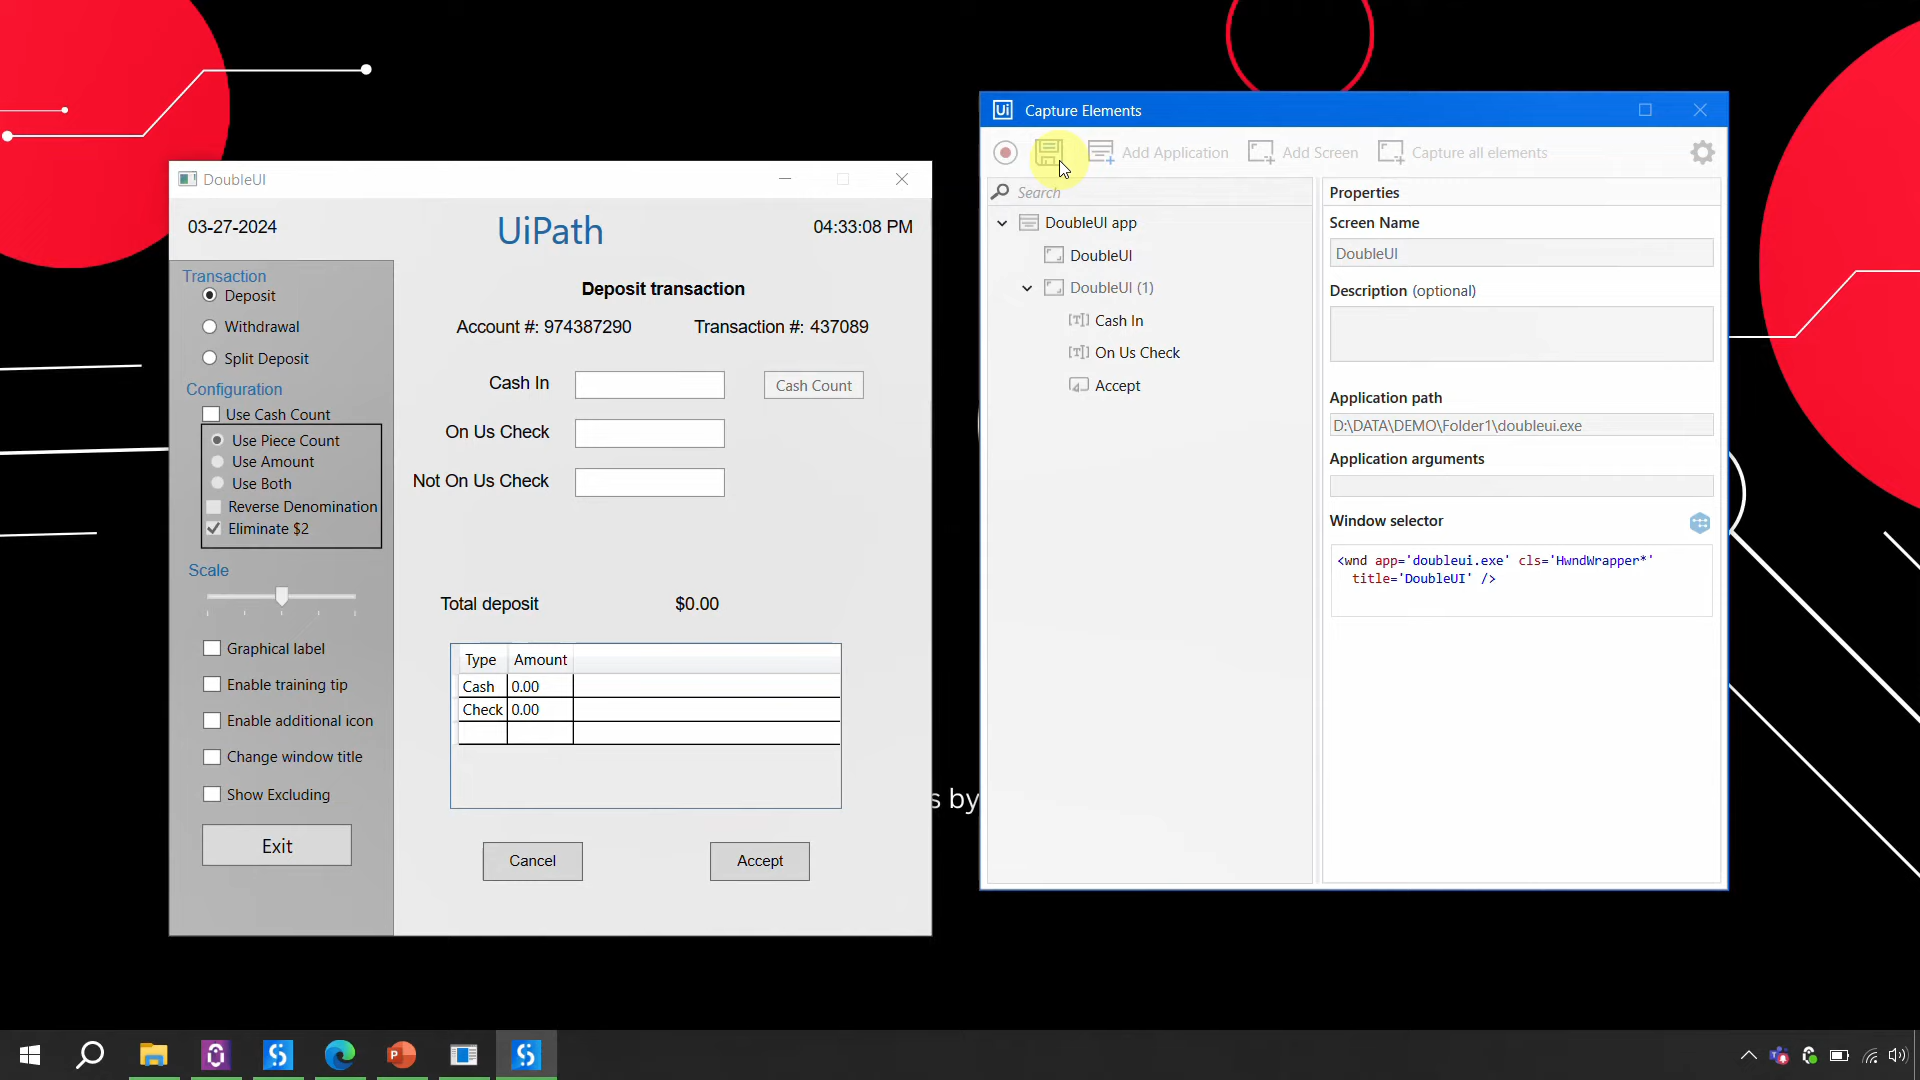 DoubleUI
03-27-2024
UiPath
04:33:08 PM
Transaction
Deposit
Withdrawal
Split Deposit
Configuration
Use Cash Count
Use Piece Count
Use Amount
Use Both
Reverse Denomination
Eliminate $2
Scale
Graphical label
Enable training tip
Enable additional icon
Change window title
Show Excluding
Exit
Deposit transaction
Account #: 974387290
Transaction #: 437089
Cash In
Cash Count
On Us Check
Not On Us Check
Total deposit
$0.00
Type Amount
Cash 0.00
Check 0.00
Cancel
Accept
s by
Ui
Capture Elements
Add Application
Add Screen
Capture all elements
Search
DoubleUI app
DoubleUI
DoubleUI (1)
Cash In
On Us Check
Accept
Properties
Screen Name
DoubleUI
Description (optional)
Application path
D:\DATA\DEMO\Folder1\doubleui.exe
Application arguments
Window selector
<wnd app='doubleui.exe' cls='HwndWrapper*'
title='DoubleUI' />